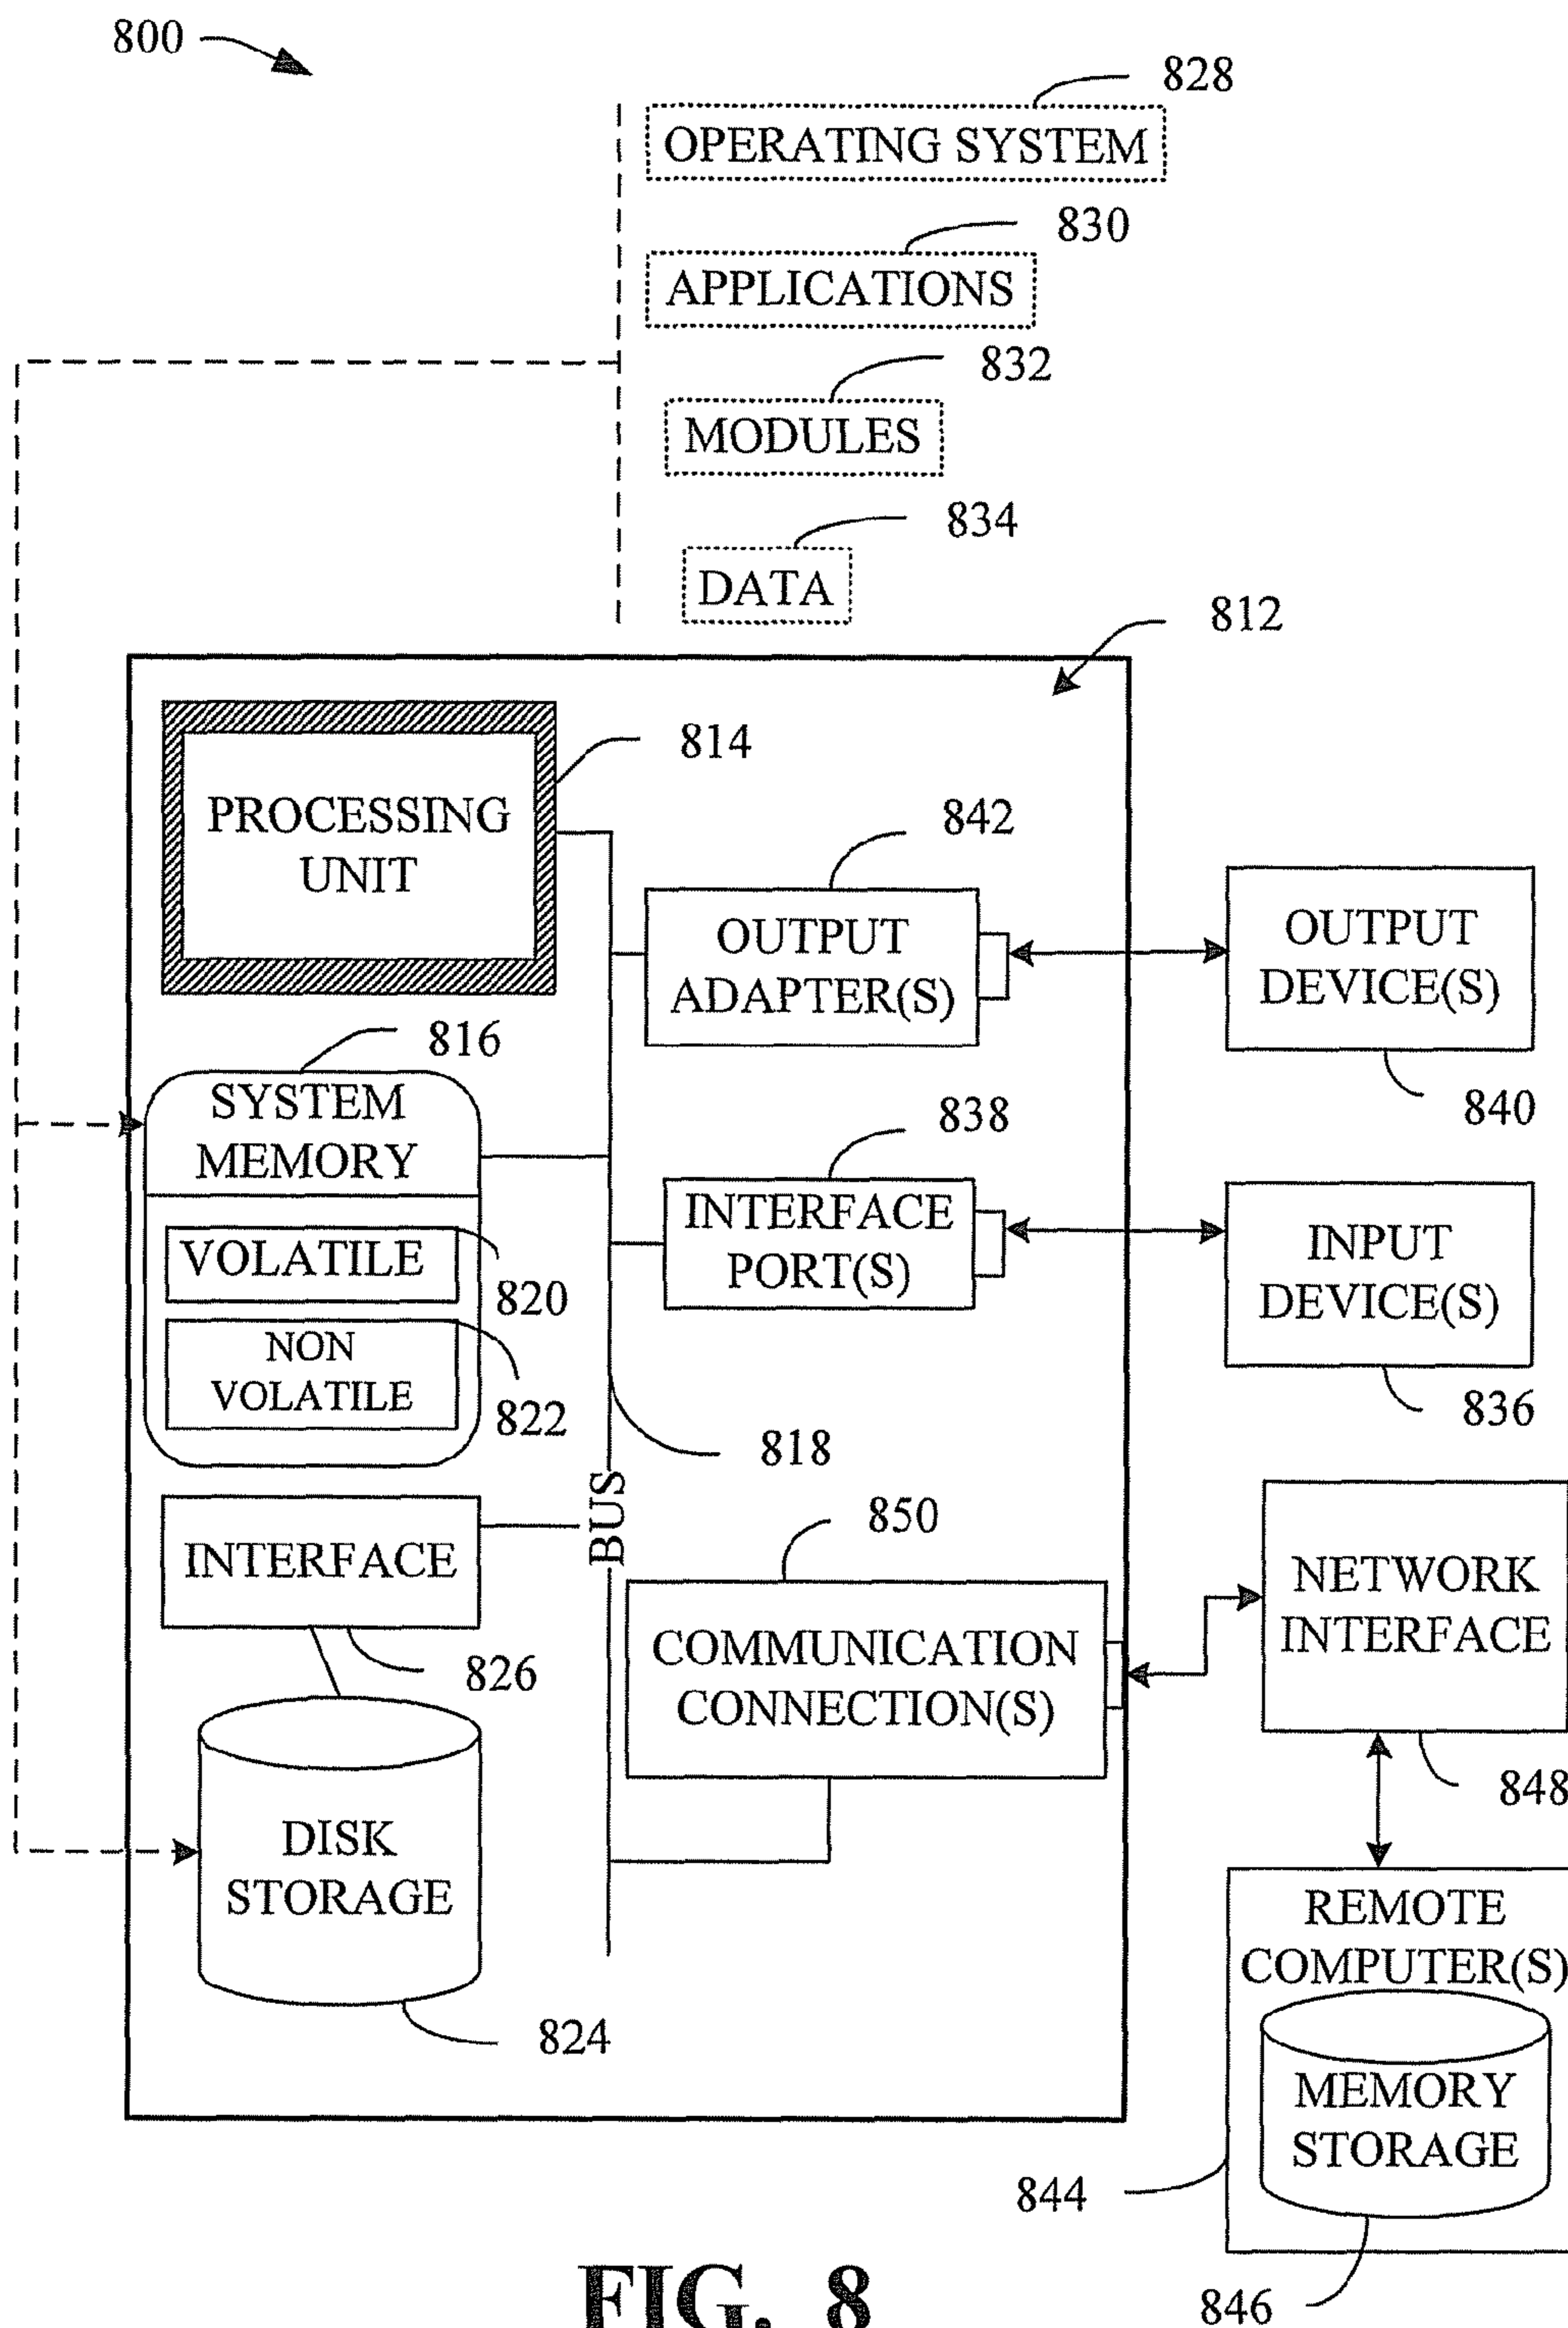 800
828
OPERATING SYSTEM
830
APPLICATIONS
832
MODULES
834
DATA
812
814
PROCESSING
UNIT
842
OUTPUT
ADAPTER(S)
OUTPUT
DEVICE(S)
840
816
SYSTEM
MEMORY
838
INTERFACE
PORT(S)
INPUT
DEVICE(S)
836
VOLATILE
820
NON
VOLATILE
822
818
BUS
INTERFACE
826
850
COMMUNICATION
CONNECTION(S)
NETWORK
INTERFACE
848
DISK
STORAGE
824
REMOTE
COMPUTER(S)
MEMORY
STORAGE
844
846
FIG. 8